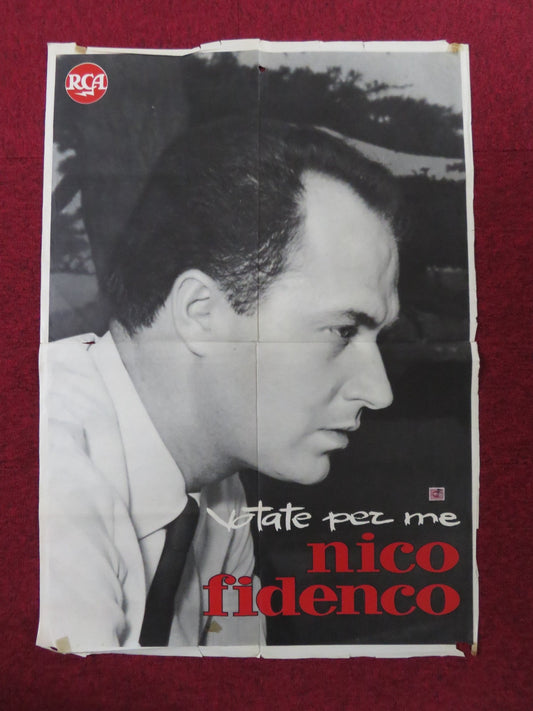 RCA
Votate per me
nico
fidenco